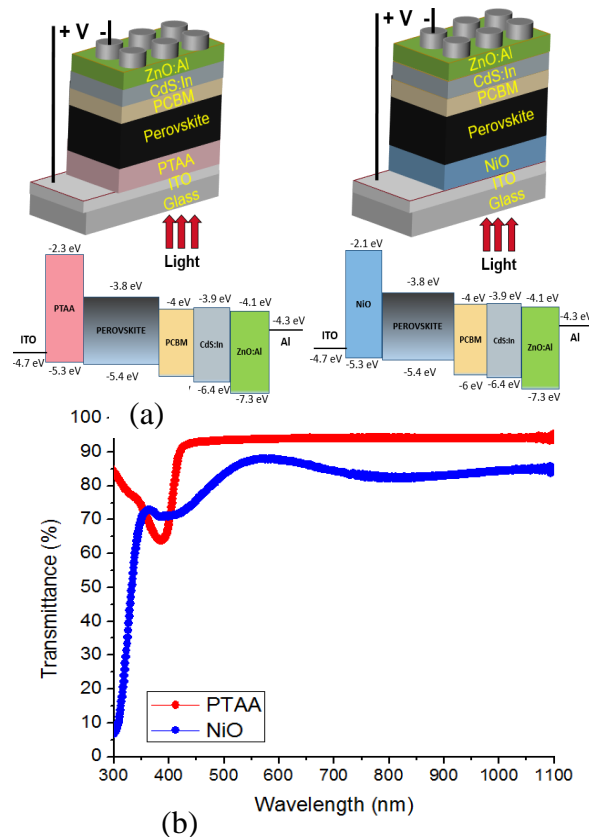 + V -
ZnO:Al
CdS:In
PCBM
Perovskite
PTAA
ITO
Glass
Light
+ V -
ZnO:Al
CdS:In
PCBM
Perovskite
NiO
ITO
Glass
Light
-2.3 eV
PTAA
-3.8 eV
-4 eV
-3.9 eV
-4.1 eV
-4.3 eV
Al
ITO
-4.7 eV
PEROVSKITE
PCBM
CdS:In
ZnO:Al
-5.3 eV
-5.4 eV
-6.4 eV
-7.3 eV
-2.1 eV
NiO
-3.8 eV
-4 eV
-3.9 eV
-4.1 eV
-4.3 eV
Al
ITO
-4.7 eV
PEROVSKITE
PCBM
CdS:In
ZnO:Al
-5.3 eV
-5.4 eV
-6 eV
-6.4 eV
-7.3 eV
(a)
100
90
80
70
60
50
40
30
20
10
0
Transmittance (%)
PTAA
NiO
300 400 500 600 700 800 900 1000 1100
Wavelength (nm)
(b)